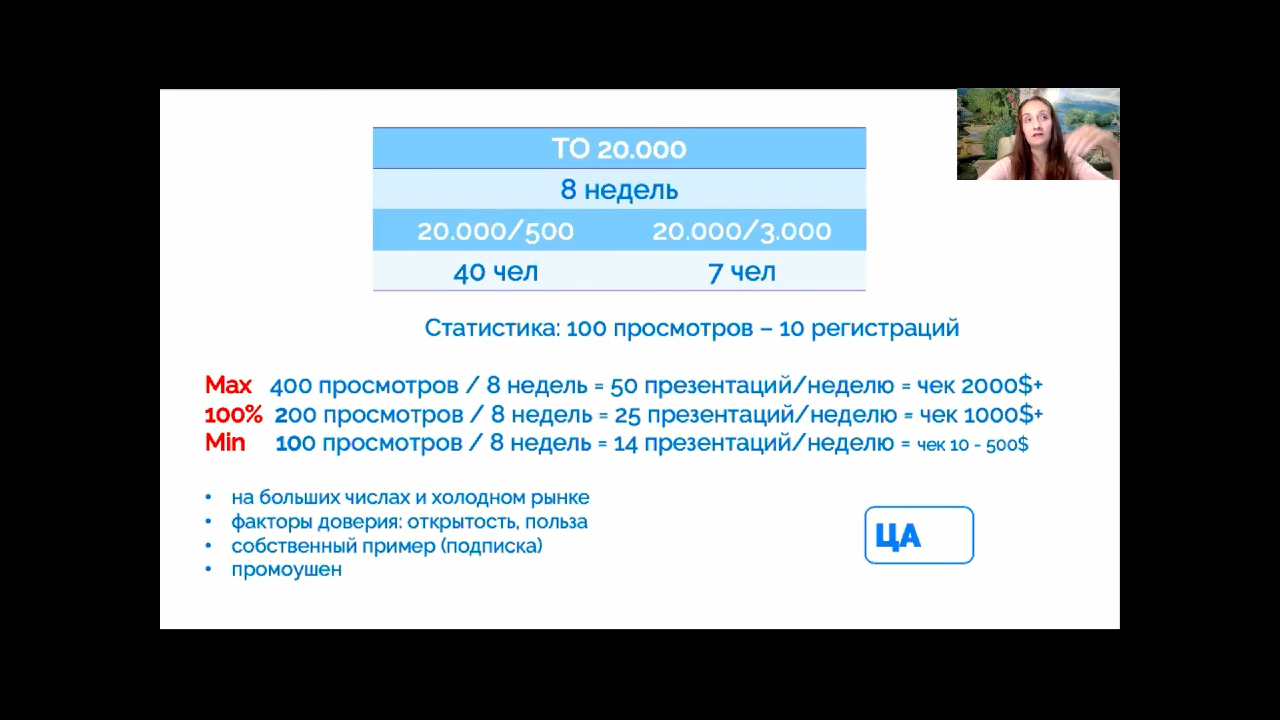 ТО 20.000
8 недель
20.000/500 20.000/3.000
40 чел 7 чел
Статистика: 100 просмотров – 10 регистраций
Max 400 просмотров / 8 недель = 50 презентаций/неделю = чек 2000$+
100% 200 просмотров / 8 недель = 25 презентаций/неделю = чек 1000$+
Min 100 просмотров / 8 недель = 14 презентаций/неделю = чек 10 - 500$
• на больших числах и холодном рынке
• факторы доверия: открытость, польза
• собственный пример (подписка)
• промоушен
ЦА